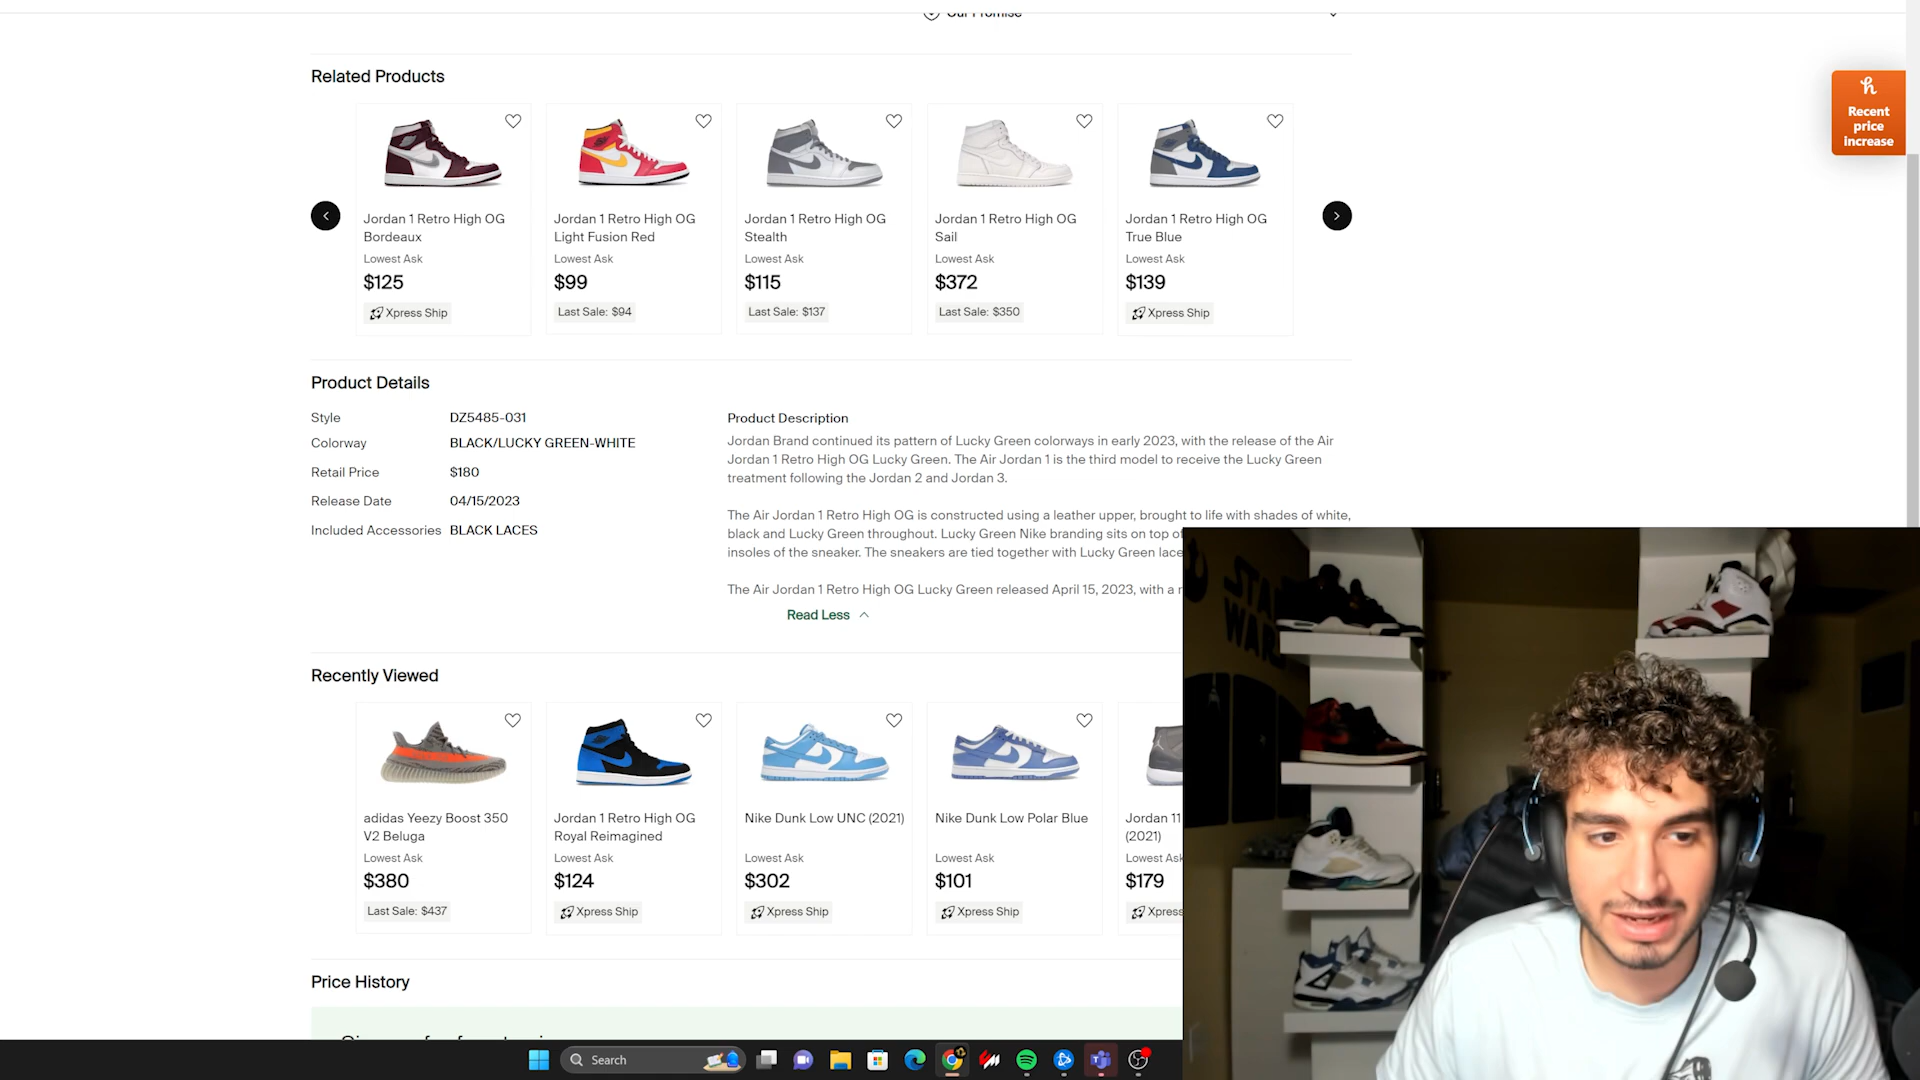 Our Promise
Related Products
Recent
price
increase
Jordan 1 Retro High OG
Bordeaux
Lowest Ask
$125
Xpress Ship
Jordan 1 Retro High OG
Light Fusion Red
Lowest Ask
$99
Last Sale: $94
Jordan 1 Retro High OG
Stealth
Lowest Ask
$115
Last Sale: $137
Jordan 1 Retro High OG
Sail
Lowest Ask
$372
Last Sale: $350
Jordan 1 Retro High OG
True Blue
Lowest Ask
$139
Xpress Ship
Product Details
Style DZ5485-031
Colorway BLACK/LUCKY GREEN-WHITE
Retail Price $180
Release Date 04/15/2023
Included Accessories BLACK LACES
Product Description
Jordan Brand continued its pattern of Lucky Green colorways in early 2023, with the release of the Air
Jordan 1 Retro High OG Lucky Green. The Air Jordan 1 is the third model to receive the Lucky Green
treatment following the Jordan 2 and Jordan 3.
The Air Jordan 1 Retro High OG is constructed using a leather upper, brought to life with shades of white,
black and Lucky Green throughout. Lucky Green Nike branding sits on top of
insoles of the sneaker. The sneakers are tied together with Lucky Green lace
The Air Jordan 1 Retro High OG Lucky Green released April 15, 2023, with a r
Read Less
STAR
WARS
Recently Viewed
adidas Yeezy Boost 350
V2 Beluga
Lowest Ask
$380
Last Sale: $437
Jordan 1 Retro High OG
Royal Reimagined
Lowest Ask
$124
Xpress Ship
Nike Dunk Low UNC (2021)
Lowest Ask
$302
Xpress Ship
Nike Dunk Low Polar Blue
Lowest Ask
$101
Xpress Ship
Jordan 11
(2021)
Lowest Ask
$179
Xpress
Price History
Search